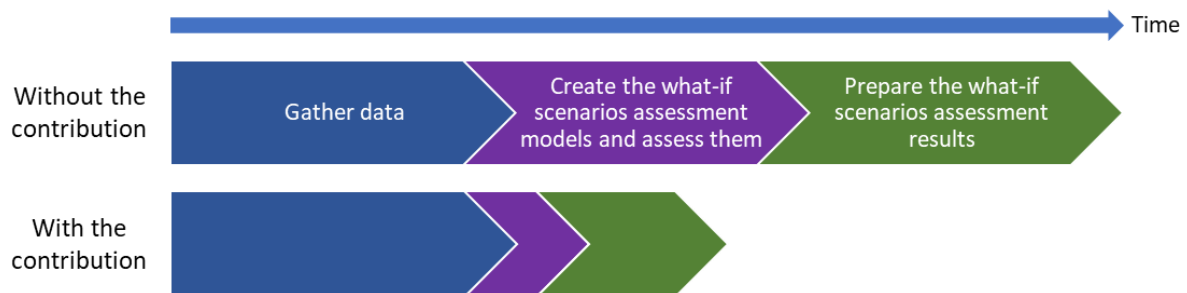 Time
Without the
contribution
Gather data
Create the what-if
scenarios assessment
models and assess them
Prepare the what-if
scenarios assessment
results
With the
contribution